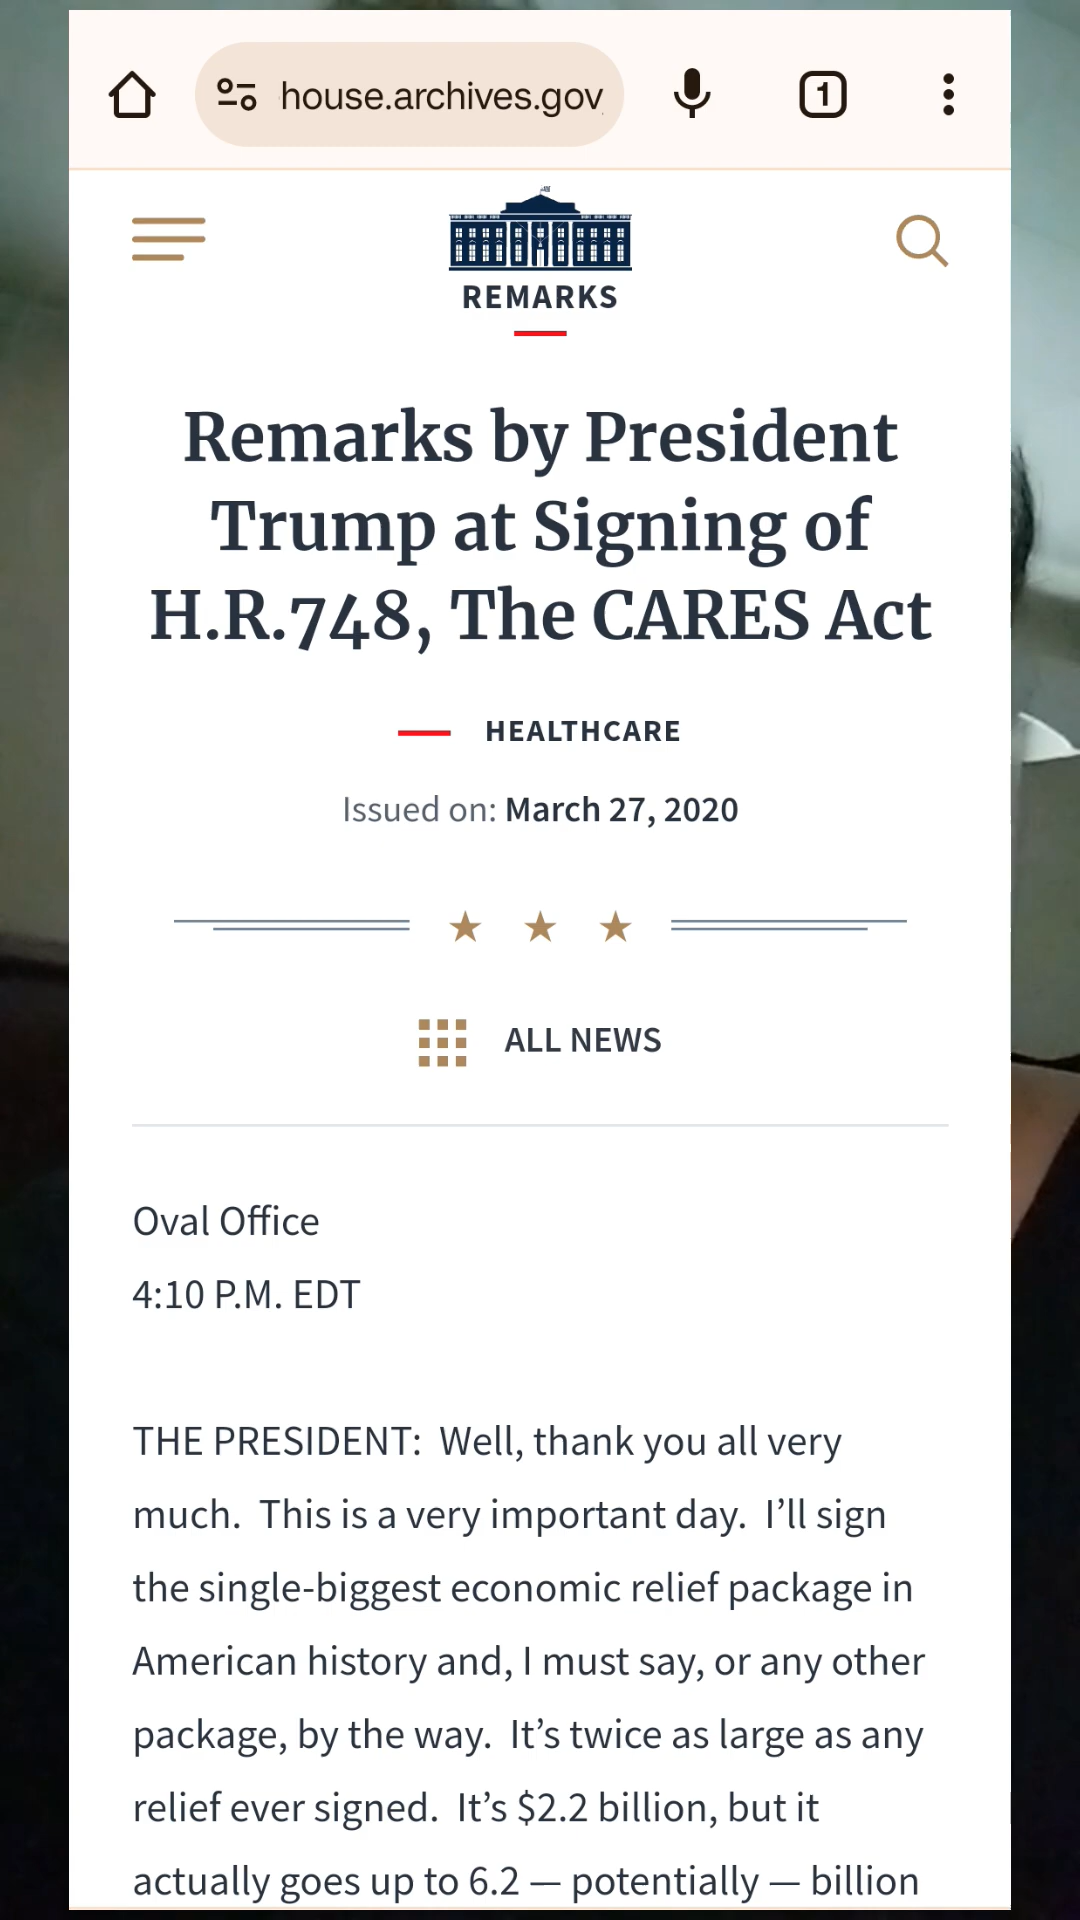 house.archives.gov
1
REMARKS
Remarks by President
Trump at Signing of
H.R.748, The CARES Act
HEALTHCARE
Issued on: March 27, 2020
ALL NEWS
Oval Office
4:10 P.M. EDT
THE PRESIDENT:  Well, thank you all very
much.  This is a very important day.  I’ll sign
the single-biggest economic relief package in
American history and, I must say, or any other
package, by the way.  It’s twice as large as any
relief ever signed.  It’s $2.2 billion, but it
actually goes up to 6.2 — potentially — billion